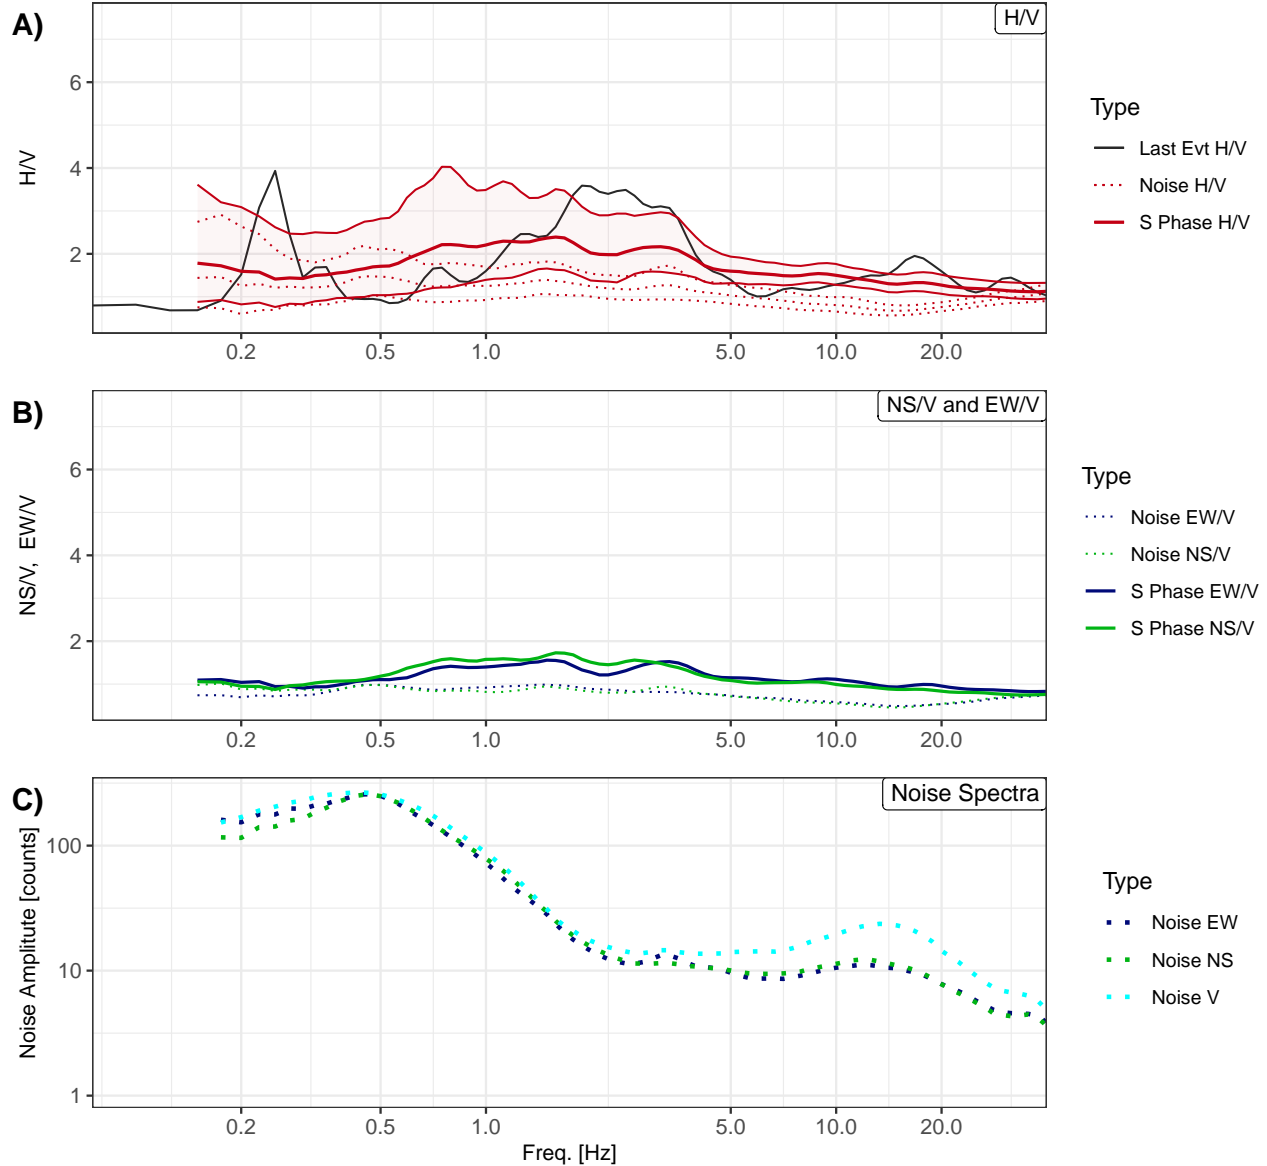 A)
H/V
6
4
2
H/V
0.2 0.5 1.0 5.0 10.0 20.0
Type
Last Evt H/V
Noise H/V
S Phase H/V
B)
NS/V and EW/V
6
4
2
NS/V, EW/V
0.2 0.5 1.0 5.0 10.0 20.0
Type
Noise EW/V
Noise NS/V
S Phase EW/V
S Phase NS/V
C)
Noise Spectra
100
10
1
Noise Amplitute [counts]
0.2 0.5 1.0 5.0 10.0 20.0
Freq. [Hz]
Type
Noise EW
Noise NS
Noise V